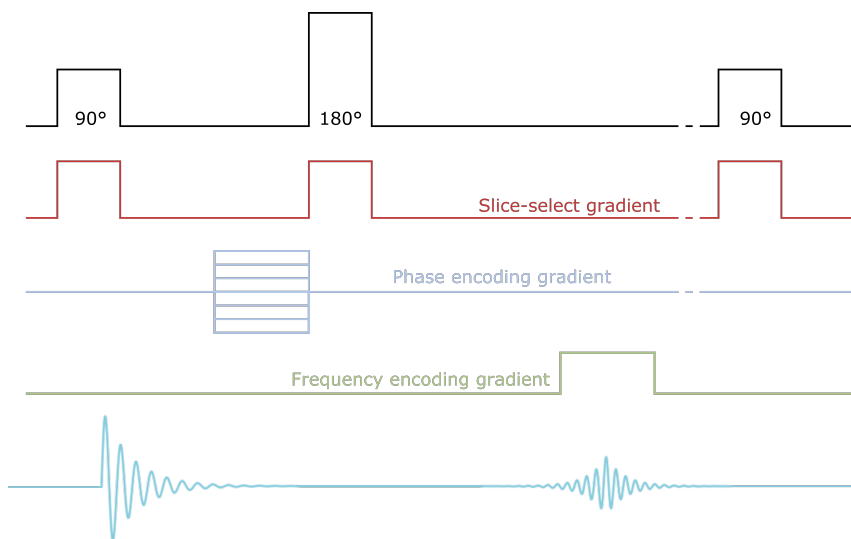 90°
180°
90°
Slice-select gradient
Phase encoding gradient
Frequency encoding gradient